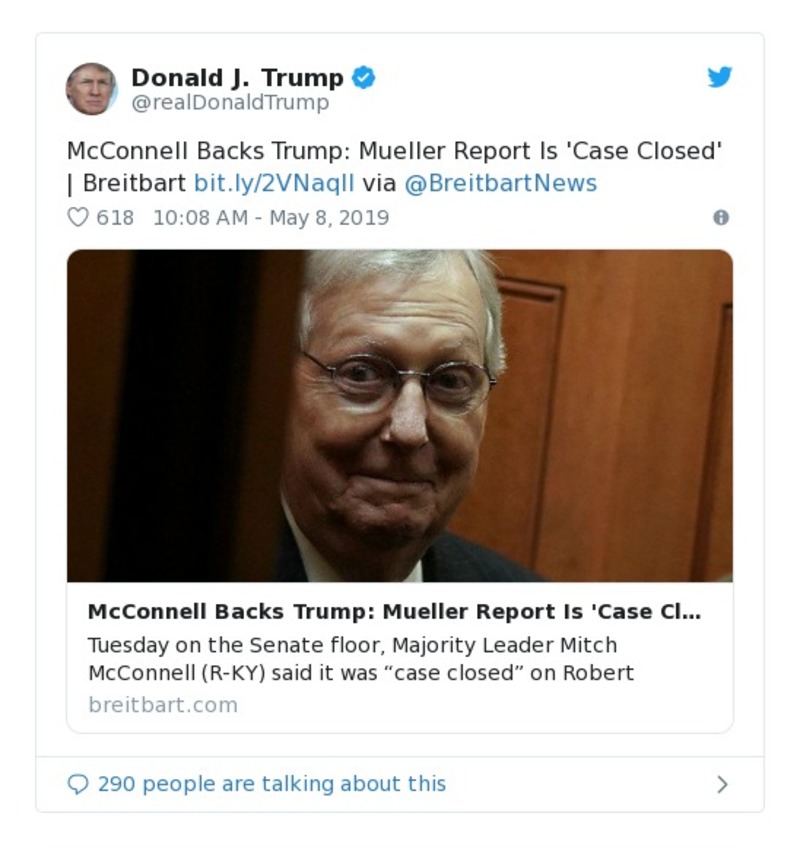 Donald J. Trump
@realDonaldTrump
McConnell Backs Trump: Mueller Report Is 'Case Closed'
| Breitbart bit.ly/2VNaqII via @BreitbartNews
618 10:08 AM - May 8, 2019
McConnell Backs Trump: Mueller Report Is 'Case Cl...
Tuesday on the Senate floor, Majority Leader Mitch
McConnell (R-KY) said it was “case closed” on Robert
breitbart.com
290 people are talking about this